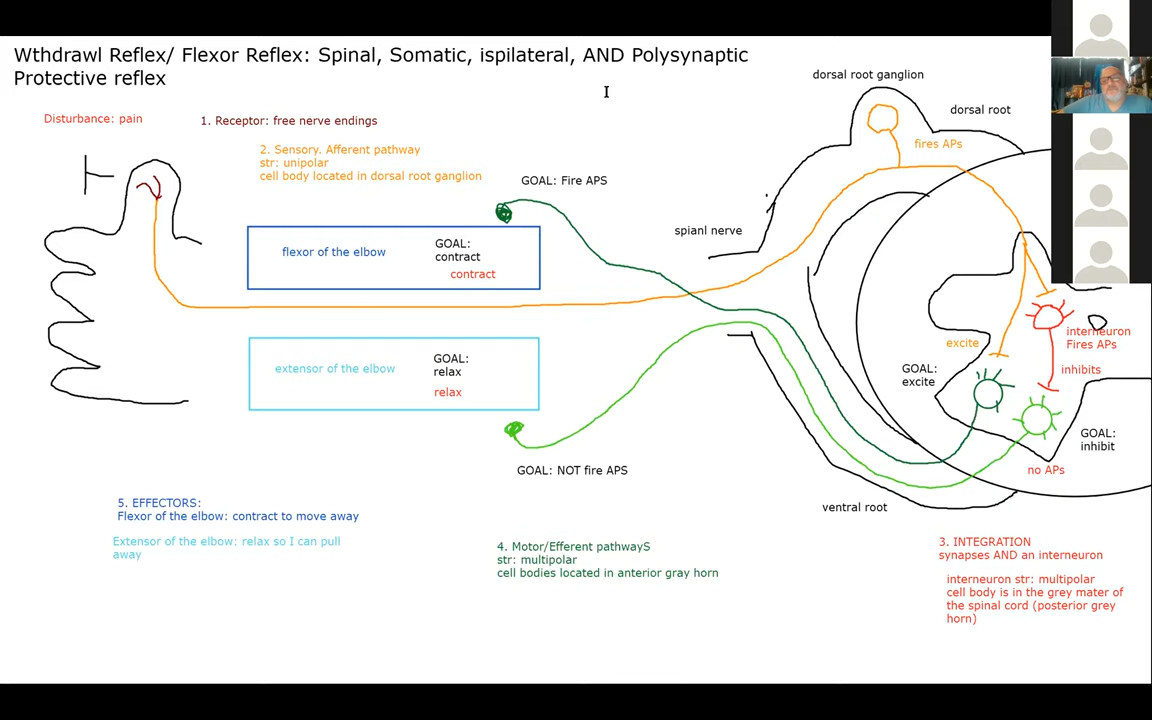 Wthdrawl Reflex/ Flexor Reflex: Spinal, Somatic, ispilateral, AND Polysynaptic
Protective reflex
Disturbance: pain
1. Receptor: free nerve endings
2. Sensory. Afferent pathway
str: unipolar
cell body located in dorsal root ganglion
GOAL: Fire APS
flexor of the elbow
GOAL:
contract
contract
extensor of the elbow
GOAL:
relax
relax
GOAL: NOT fire APS
dorsal root ganglion
dorsal root
fires APs
spianl nerve
excite
GOAL:
excite
interneuron
Fires APs
inhibits
GOAL:
inhibit
no APs
ventral root
5. EFFECTORS:
Flexor of the elbow: contract to move away
Extensor of the elbow: relax so I can pull
away
4. Motor/Efferent pathwayS
str: multipolar
cell bodies located in anterior gray horn
3. INTEGRATION
synapses AND an interneuron
interneuron str: multipolar
cell body is in the grey mater of
the spinal cord (posterior grey
horn)